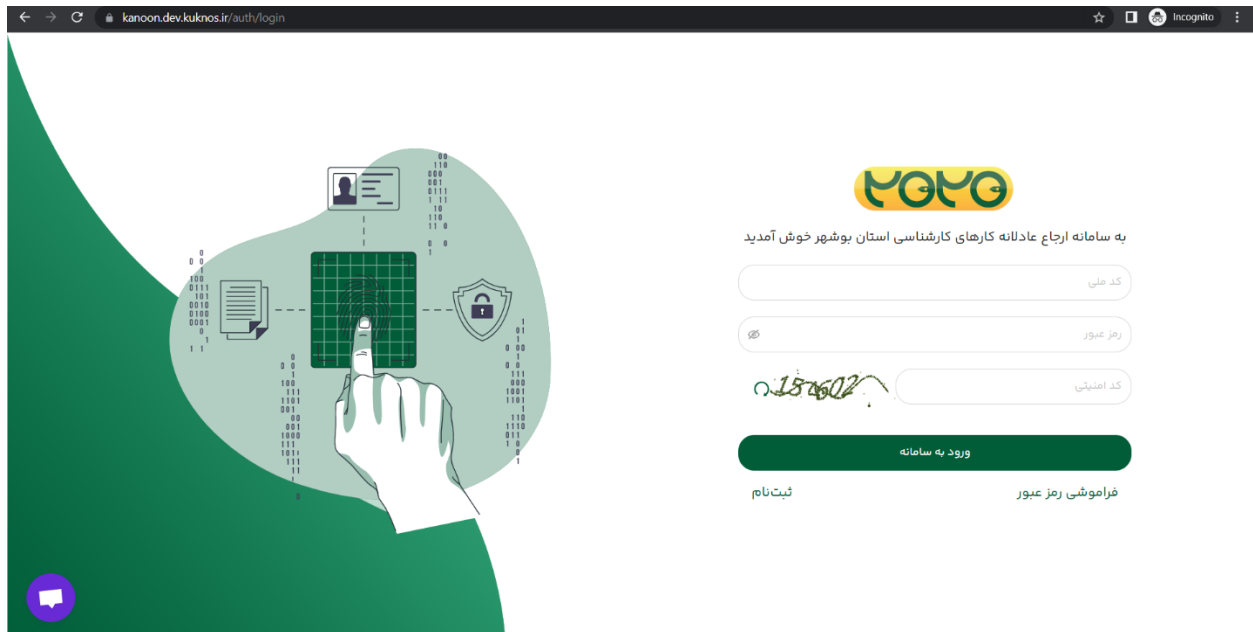 kanoon.dev.kuknos.ir/auth/login
Incognito
به سامانه ارجاع عادلانه کارهای کارشناسی استان بوشهر خوش آمدید
کد ملی
رمز عبور
کد امنیتی
ورود به سامانه
فراموشی رمز عبور
ثبت‌نام